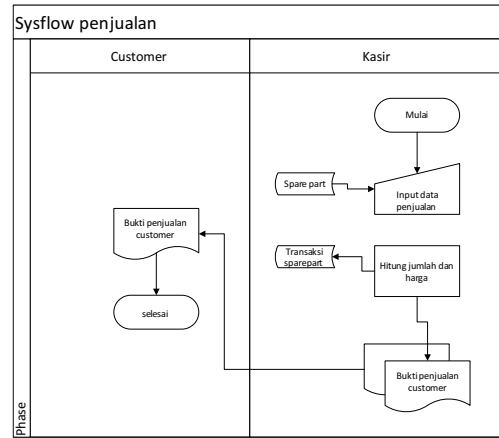 Sysflow penjualan
Customer
Kasir
Mulai
Spare part
Input data
penjualan
Bukti penjualan
customer
Transaksi
sparepart
Hitung jumlah dan
harga
selesai
Bukti penjualan
customer
Phase